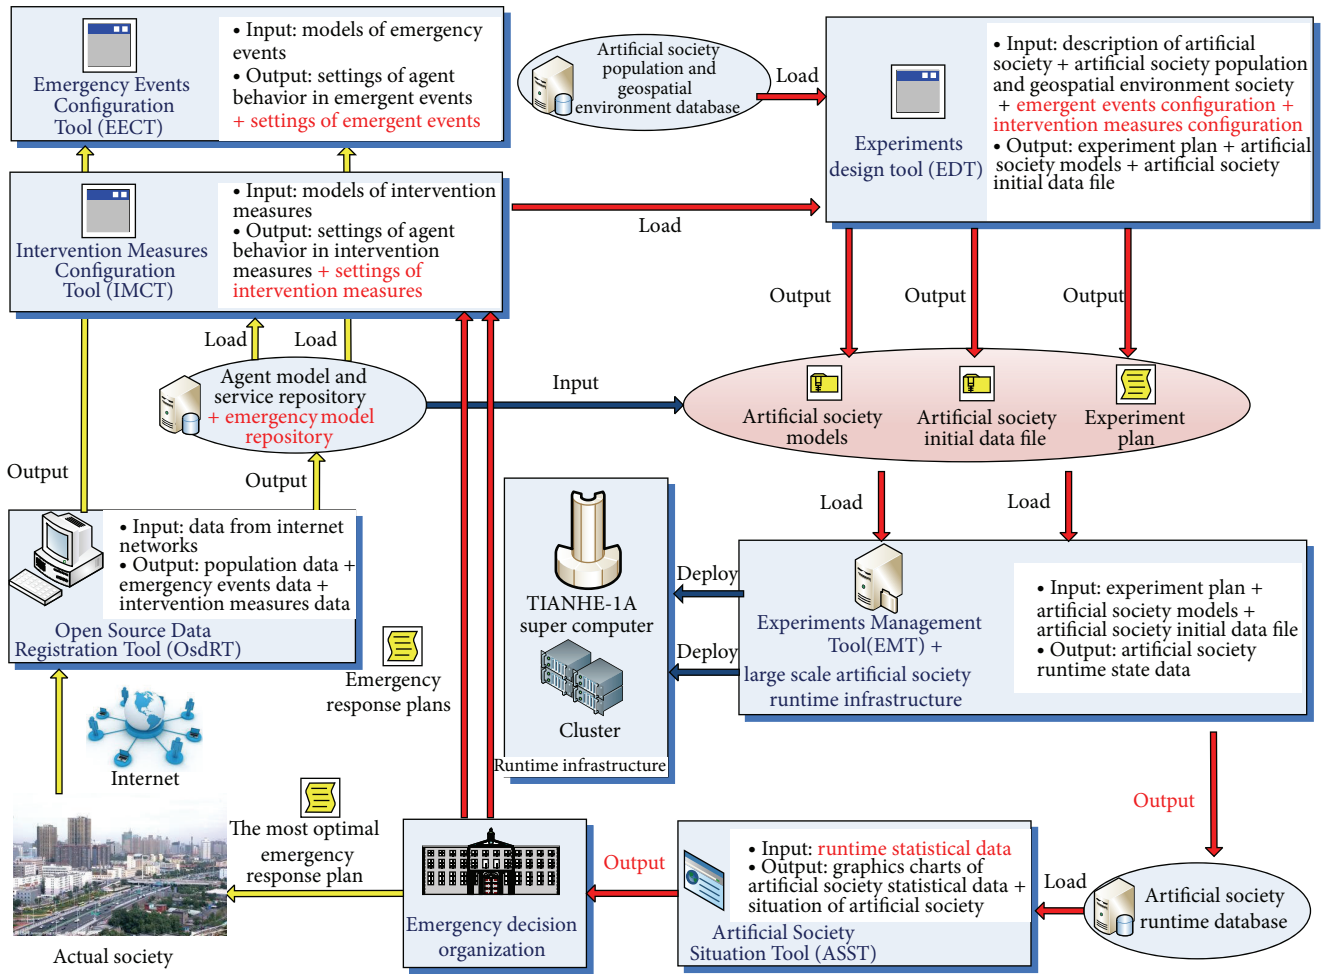 • Input: models of emergency
events
• Output: settings of agent
behavior in emergent events
+ settings of emergent events
Emergency Events
Configuration
Tool (EECT)
Artificial society
population and
geospatial
environment database
Load
• Input: description of artificial
society + artificial society population
and geospatial environment society
+ emergent events configuration +
intervention measures configuration
• Output: experiment plan + artificial
society models + artificial society
initial data file
Experiments
design tool (EDT)
• Input: models of intervention
measures
• Output: settings of agent
behavior in intervention
measures + settings of
intervention measures
Intervention Measures
Configuration
Tool (IMCT)
Load
Output
Output
Output
Load
Load
Agent model and
service repository
+ emergency model
repository
Input
Artificial society
models
Artificial society
initial data file
Experiment
plan
Output
Output
Load
Load
• Input: data from internet
networks
• Output: population data +
emergency events data +
intervention measures data
Open Source Data
Registration Tool (OsdRT)
TIANHE-1A
super computer
Cluster
Runtime infrastructure
Deploy
Deploy
Experiments Management
Tool(EMT) +
large scale artificial society
runtime infrastructure
• Input: experiment plan +
artificial society models +
artificial society initial data file
• Output: artificial society
runtime state data
Emergency
response plans
Internet
Output
The most optimal
emergency
response plan
Actual society
Emergency decision
organization
Output
• Input: runtime statistical data
• Output: graphics charts of
artificial society statistical data +
situation of artificial society
Artificial Society
Situation Tool (ASST)
Load
Artificial society
runtime database